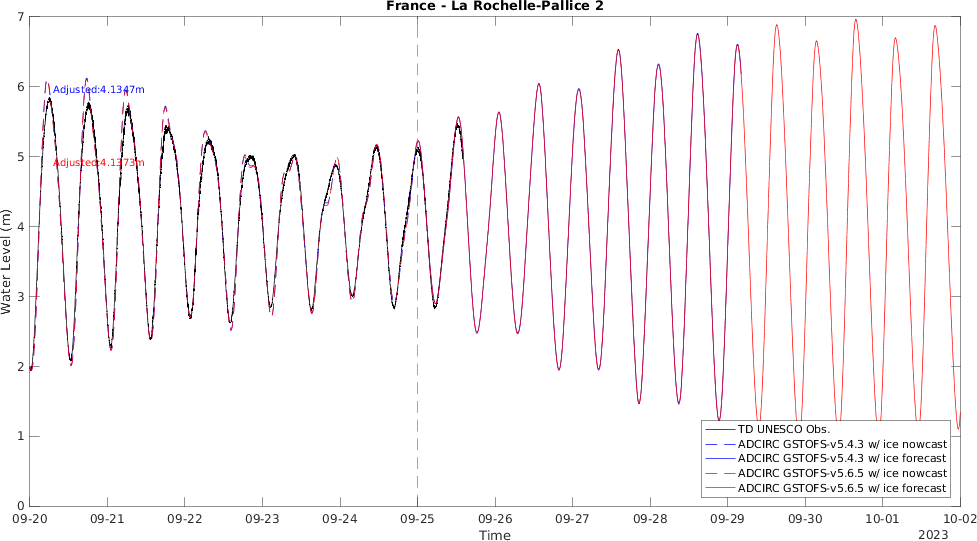 France - La Rochelle-Pallice 2
7
6
5
4
3
2
1
0
Water Level (m)
Adjusted:4.1347m
Adjusted:4.1373m
TD UNESCO Obs.
ADCIRC GSTOFS-v5.4.3 w/ ice nowcast
ADCIRC GSTOFS-v5.4.3 w/ ice forecast
ADCIRC GSTOFS-v5.6.5 w/ ice nowcast
ADCIRC GSTOFS-v5.6.5 w/ ice forecast
09-20 09-21 09-22 09-23 09-24 09-25 09-26 09-27 09-28 09-29 09-30 10-01 10-02
Time
2023